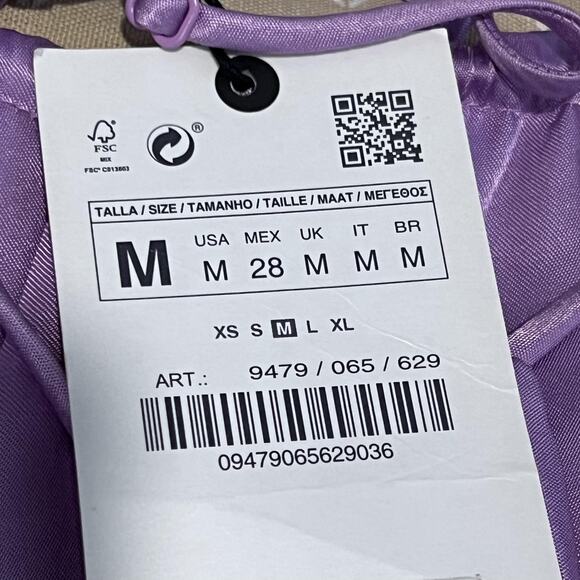 FSC
MIX
FSC® C013863
®
TALLA / SIZE / TAMANHO / TAILLE / MAAT / ΜΕΓΕΘΟΣ
M
USA MEX UK IT BR
M 28 M M M
XS S M L XL
ART.: 9479 / 065 / 629
09479065629036